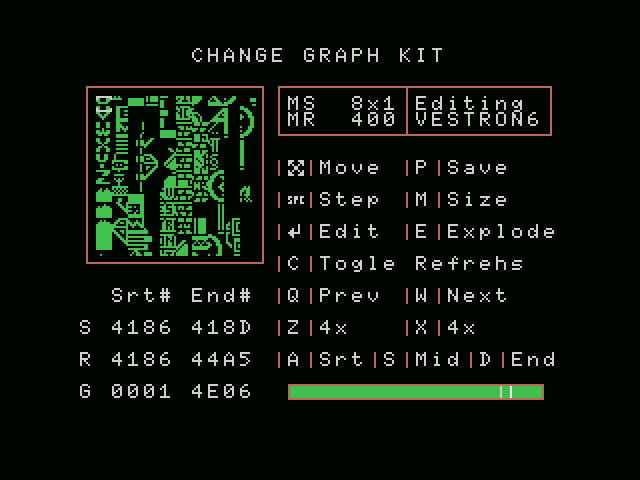 CHANGE GRAPH KIT
MS 8x1 Editing
MR 400 VESTRON6
Move P Save
SPC Step M Size
Edit E Explode
C Togle Refrehs
Srt# End# Q Prev W Next
S 4186 418D Z 4x X 4x
R 4186 44A5 A Srt S Mid D End
G 0001 4E06